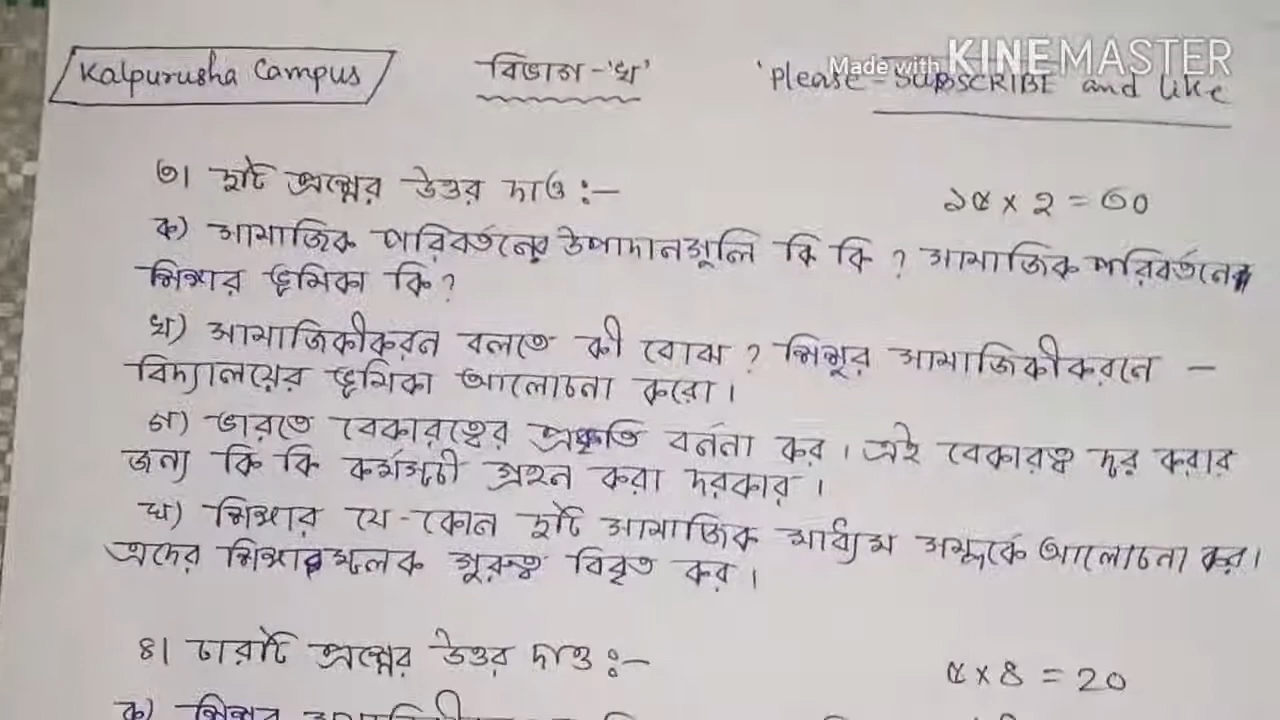 Kalpurusha Campus
বিভাগ - 'খ'
Made with KINEMASTER
'please - SUBSCRIBE and like
৩। দুটি প্রশ্নের উত্তর দাও :—
১৫ x ২ = ৩০
ক) সামাজিক পরিবর্তনের উপাদানগুলি কি কি ? সামাজিক পরিবর্তনে
শিক্ষার ভূমিকা কি ?
খ) সামাজিকীকরন বলতে কী বোঝ ? শিশুর সামাজিকীকরনে —
বিদ্যালয়ের ভূমিকা আলোচনা করো ।
গ) ভারতে বেকারত্বের প্রকৃতি বর্ননা কর । এই বেকারত্ব দূর করার
জন্য কি কি কর্মসূচী গ্রহন করা দরকার ।
ঘ) শিক্ষার যে-কোন দুটি সামাজিক মাধ্যম সম্পর্কে আলোচনা কর ।
এদের শিক্ষামূলক গুরুত্ব বিবৃত কর ।
৪। চারটি প্রশ্নের উত্তর দাও :—
৫ x ৪ = 20
ক) শিশুর